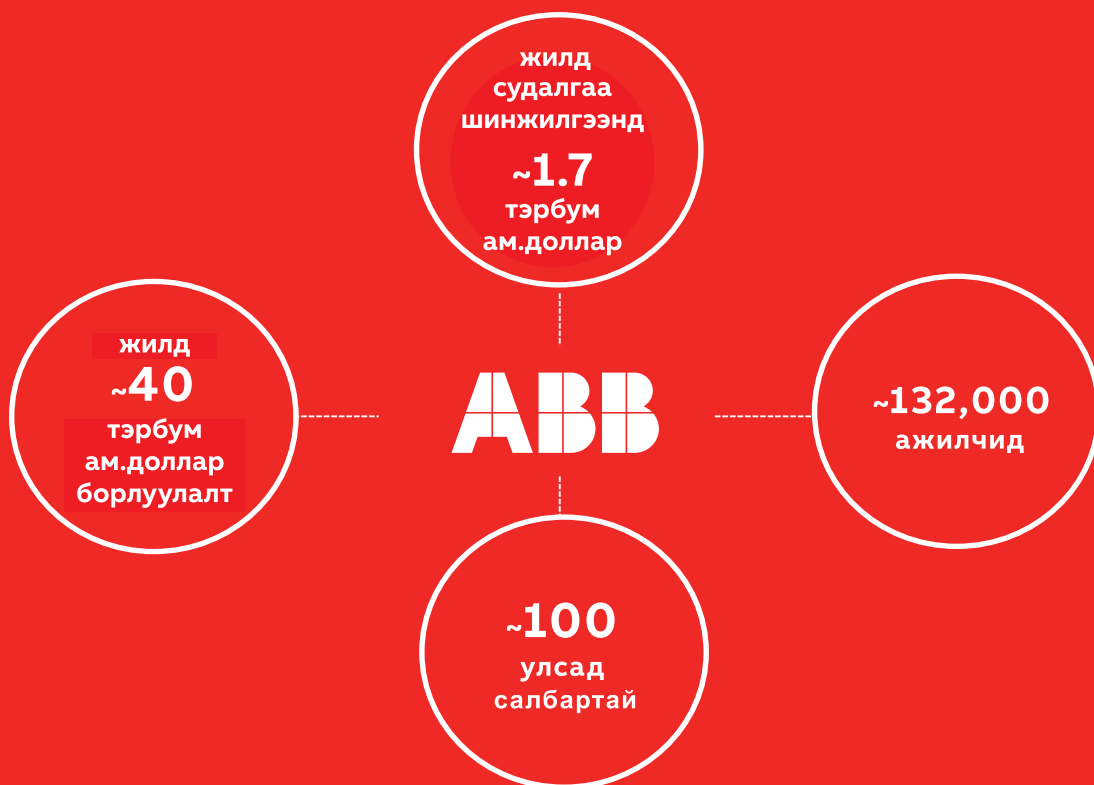 жилд
судалгаа
шинжилгээнд
~1.7
тэрбум
ам.доллар
жилд
~40
тэрбум
ам.доллар
борлуулалт
ABB
~132,000
ажилчид
~100
улсад
салбартай